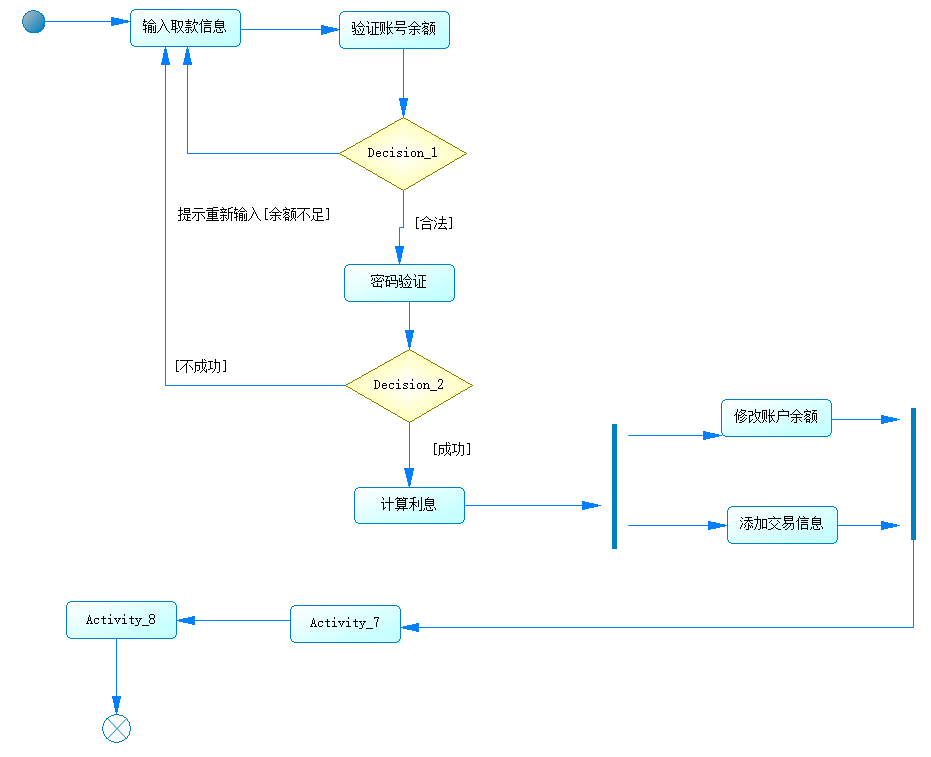 输入取款信息
验证账号余额
Decision_1
提示重新输入[余额不足]
[合法]
密码验证
[不成功]
Decision_2
[成功]
修改账户余额
计算利息
添加交易信息
Activity_8
Activity_7